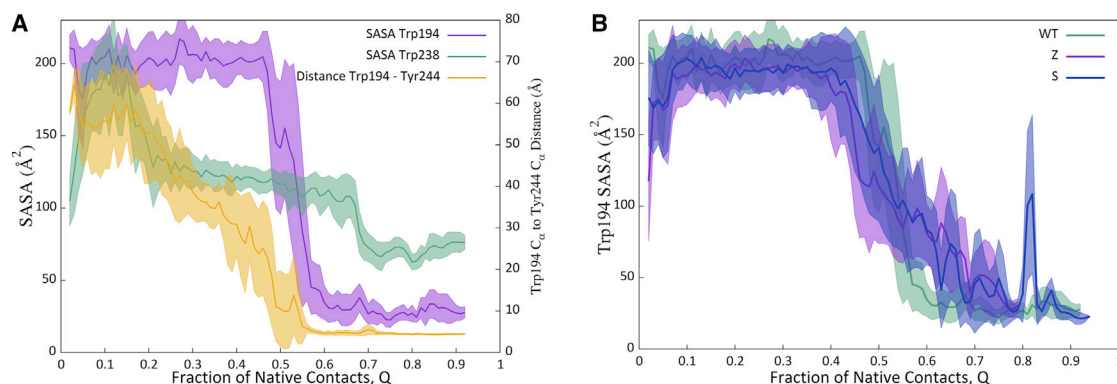 A
SASA Trp194
SASA Trp238
Distance Trp194 - Tyr244
SASA (Å²)
200
150
100
50
0
0 0.1 0.2 0.3 0.4 0.5 0.6 0.7 0.8 0.9 1
Fraction of Native Contacts, Q
80
70
60
50
40
30
20
10
0
Trp194 Cα to Tyr244 Cα Distance (Å)
B
WT
Z
S
Trp194 SASA (Å²)
200
150
100
50
0
0 0.1 0.2 0.3 0.4 0.5 0.6 0.7 0.8 0.9 1
Fraction of Native Contacts, Q